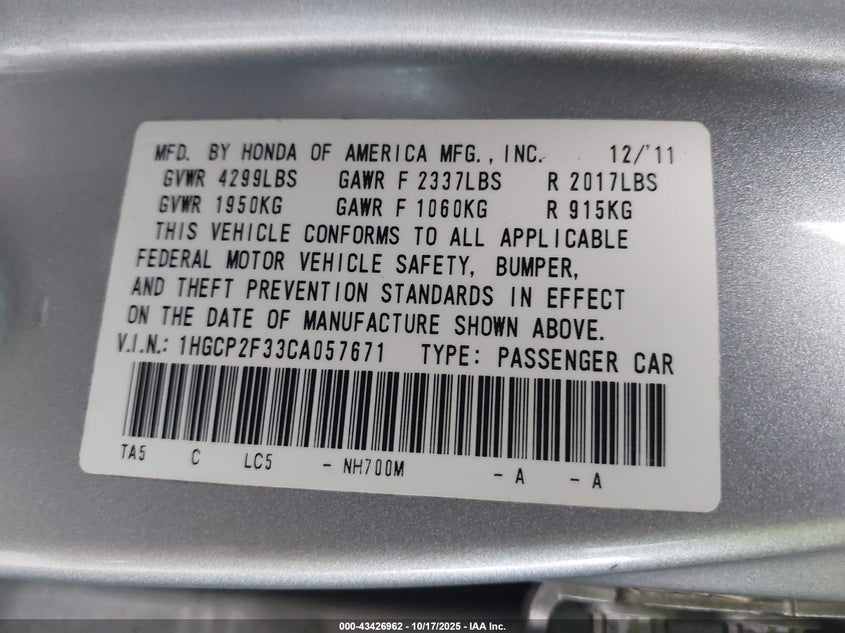 MFD. BY HONDA OF AMERICA MFG., INC. 12/'11
GVWR 4299LBS GAWR F 2337LBS R 2017LBS
GVWR 1950KG GAWR F 1060KG R 915KG
THIS VEHICLE CONFORMS TO ALL APPLICABLE
FEDERAL MOTOR VEHICLE SAFETY, BUMPER,
AND THEFT PREVENTION STANDARDS IN EFFECT
ON THE DATE OF MANUFACTURE SHOWN ABOVE.
V.I.N.: 1HGCP2F33CA057671 TYPE: PASSENGER CAR
TA5 C LC5 - NH700M - A - A
000-43426962 - 10/17/2025 - IAA Inc.